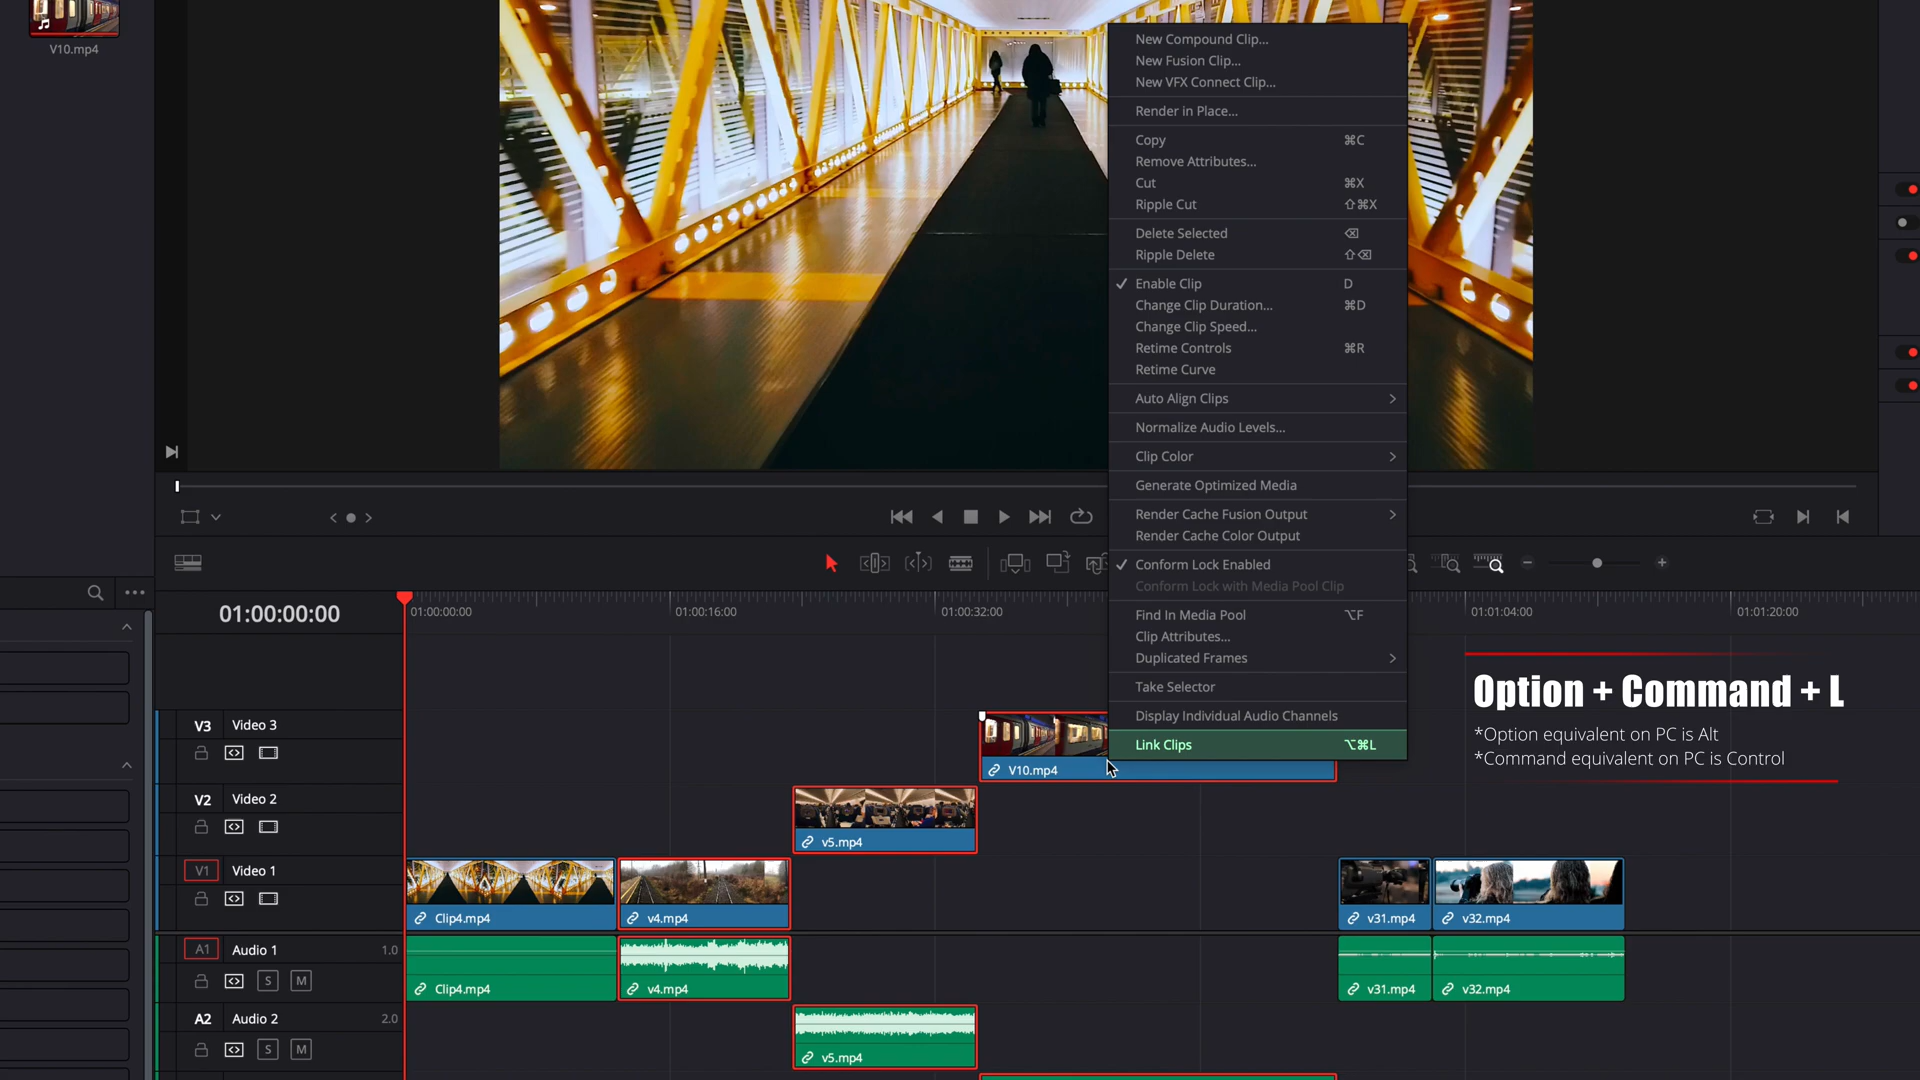 V10.mp4
New Compound Clip...
New Fusion Clip...
New VFX Connect Clip...
Render in Place...
Copy ⌘C
Remove Attributes...
Cut ⌘X
Ripple Cut ⇧⌘X
Delete Selected ⌫
Ripple Delete ⇧⌫
✓ Enable Clip D
Change Clip Duration... ⌘D
Change Clip Speed...
Retime Controls ⌘R
Retime Curve
Auto Align Clips >
Normalize Audio Levels...
Clip Color >
Generate Optimized Media
Render Cache Fusion Output >
Render Cache Color Output
✓ Conform Lock Enabled
Conform Lock with Media Pool Clip
Find In Media Pool ⌥F
Clip Attributes...
Duplicated Frames >
Take Selector
Display Individual Audio Channels
Link Clips ⌥⌘L
01:00:00:00
01:00:00:00 01:00:16:00 01:00:32:00 01:01:04:00 01:01:20:00
Option + Command + L
*Option equivalent on PC is Alt
*Command equivalent on PC is Control
V3 Video 3
V10.mp4
V2 Video 2
v5.mp4
V1 Video 1
Clip4.mp4 v4.mp4 v31.mp4 v32.mp4
A1 Audio 1 1.0
S M
Clip4.mp4 v4.mp4 v31.mp4 v32.mp4
A2 Audio 2 2.0
S M
v5.mp4